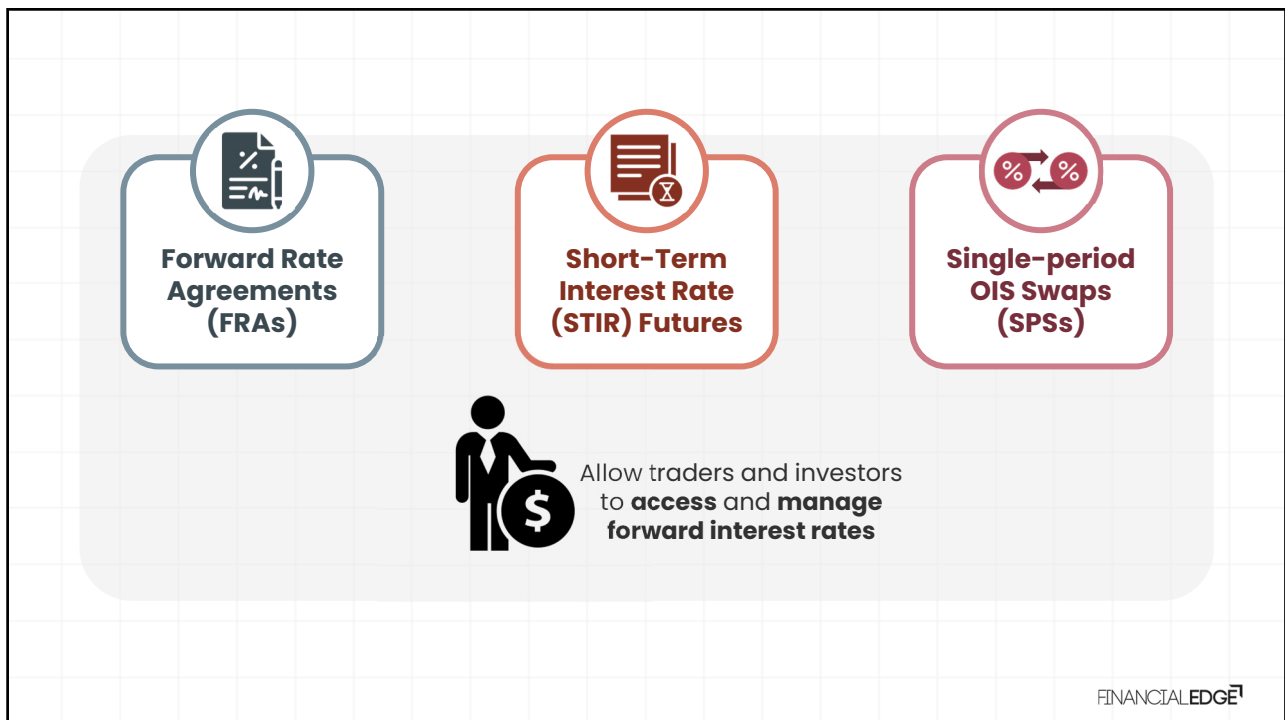 Forward Rate
Agreements
(FRAs)
Short-Term
Interest Rate
(STIR) Futures
Single-period
OIS Swaps
(SPSs)
%
% %
$
Allow traders and investors
to access and manage
forward interest rates
FINANCIALEDGE